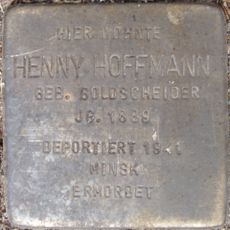 HIER WOHNTE
HENNY HOFFMANN
GEB. GOLDSCHEIDER
JG. 1889
DEPORTIERT 1941
MINSK
ERMORDET